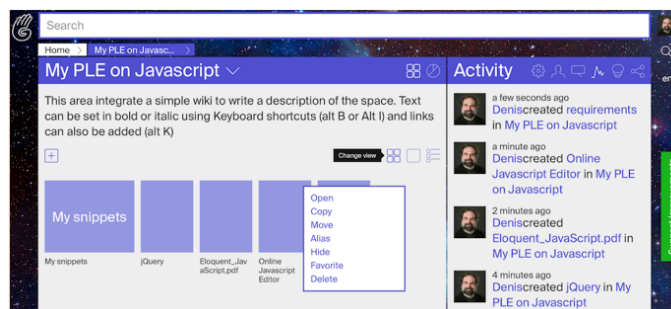 Search
Home
My PLE on Javasc...
My PLE on Javascript
This area integrate a simple wiki to write a description of the space. Text
can be set in bold or italic using Keyboard shortcuts (alt B or Alt I) and links
can also be added (alt K)
Change view
My snippets
My snippets
jQuery
Eloquent_Jav
aScript.pdf
Online
Javascript
Editor
Open
Copy
Move
Alias
Hide
Favorite
Delete
Activity
a few seconds ago
Deniscreated requirements
in My PLE on Javascript
a minute ago
Deniscreated Online
Javascript Editor in My PLE
on Javascript
2 minutes ago
Deniscreated
Eloquent_JavaScript.pdf in
My PLE on Javascript
4 minutes ago
Deniscreated jQuery in My
PLE on Javascript
en